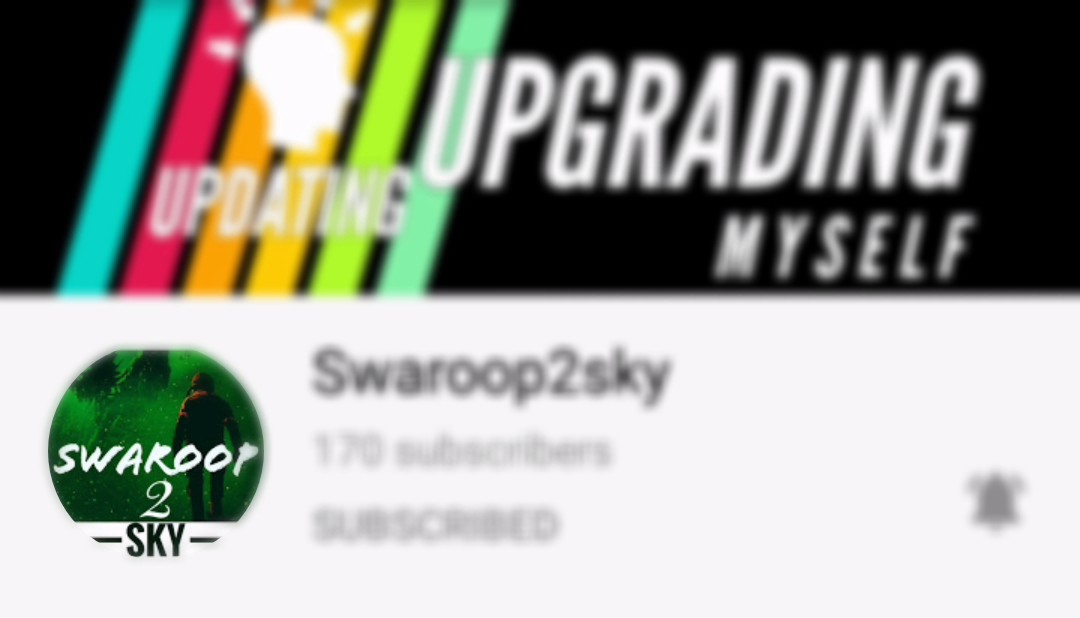 UPGRADING
UPDATING
MYSELF
Swaroop2sky
170 subscribers
SUBSCRIBED
SWAROOP
2
SKY